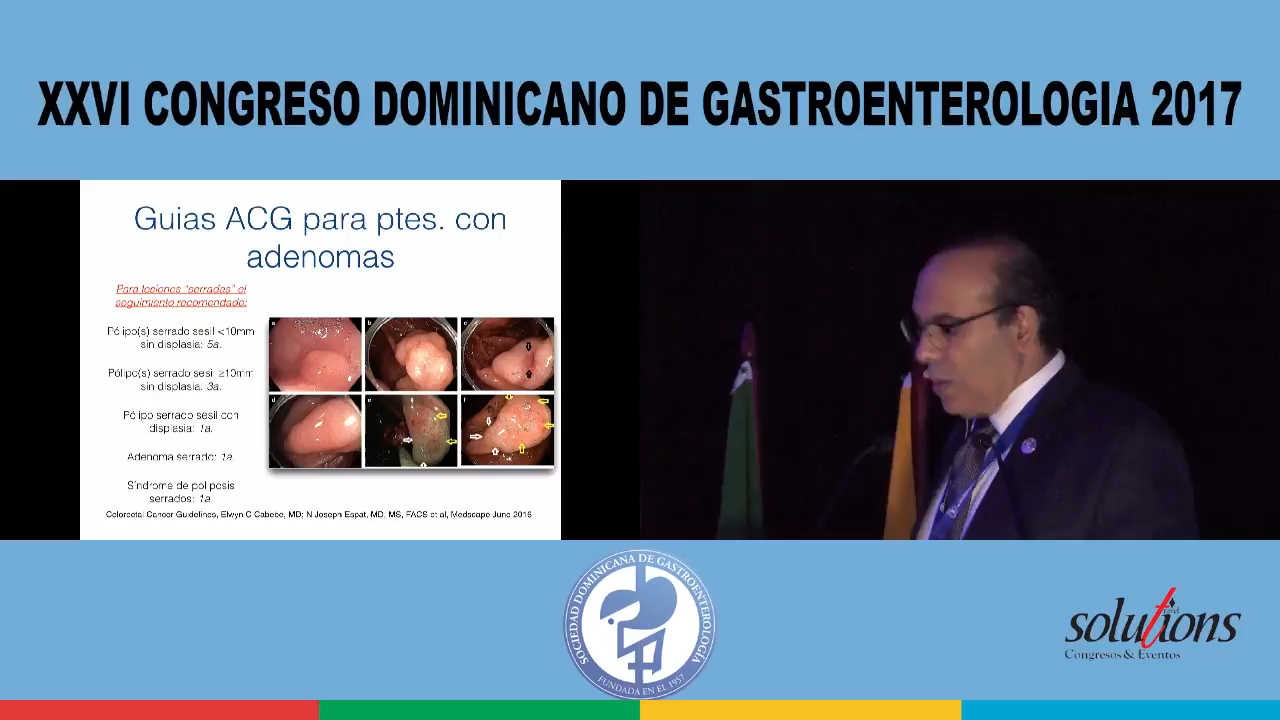 XXVI CONGRESO DOMINICANO DE GASTROENTEROLOGIA 2017
Guias ACG para ptes. con
adenomas
Para lesiones "serradas" el
seguimiento recomendado:
Pólipo(s) serrado sesil <10mm
sin displasia: 5a.
Pólipo(s) serrado sesil ≥10mm
sin displasia: 3a.
Pólipo serrado sesil con
displasia: 1a.
Adenoma serrado: 1a.
Síndrome de poliposis
serrados: 1a.
Colorectal Cancer Guidelines, Elwyn C Cabebe, MD; N Joseph Espat, MD, MS, FACS et al, Medscape June 2016
a
b
c
d
e
f
SOCIEDAD DOMINICANA DE GASTROENTEROLOGÍA
FUNDADA EN EL 1957
solutions
travel
Congresos & Eventos